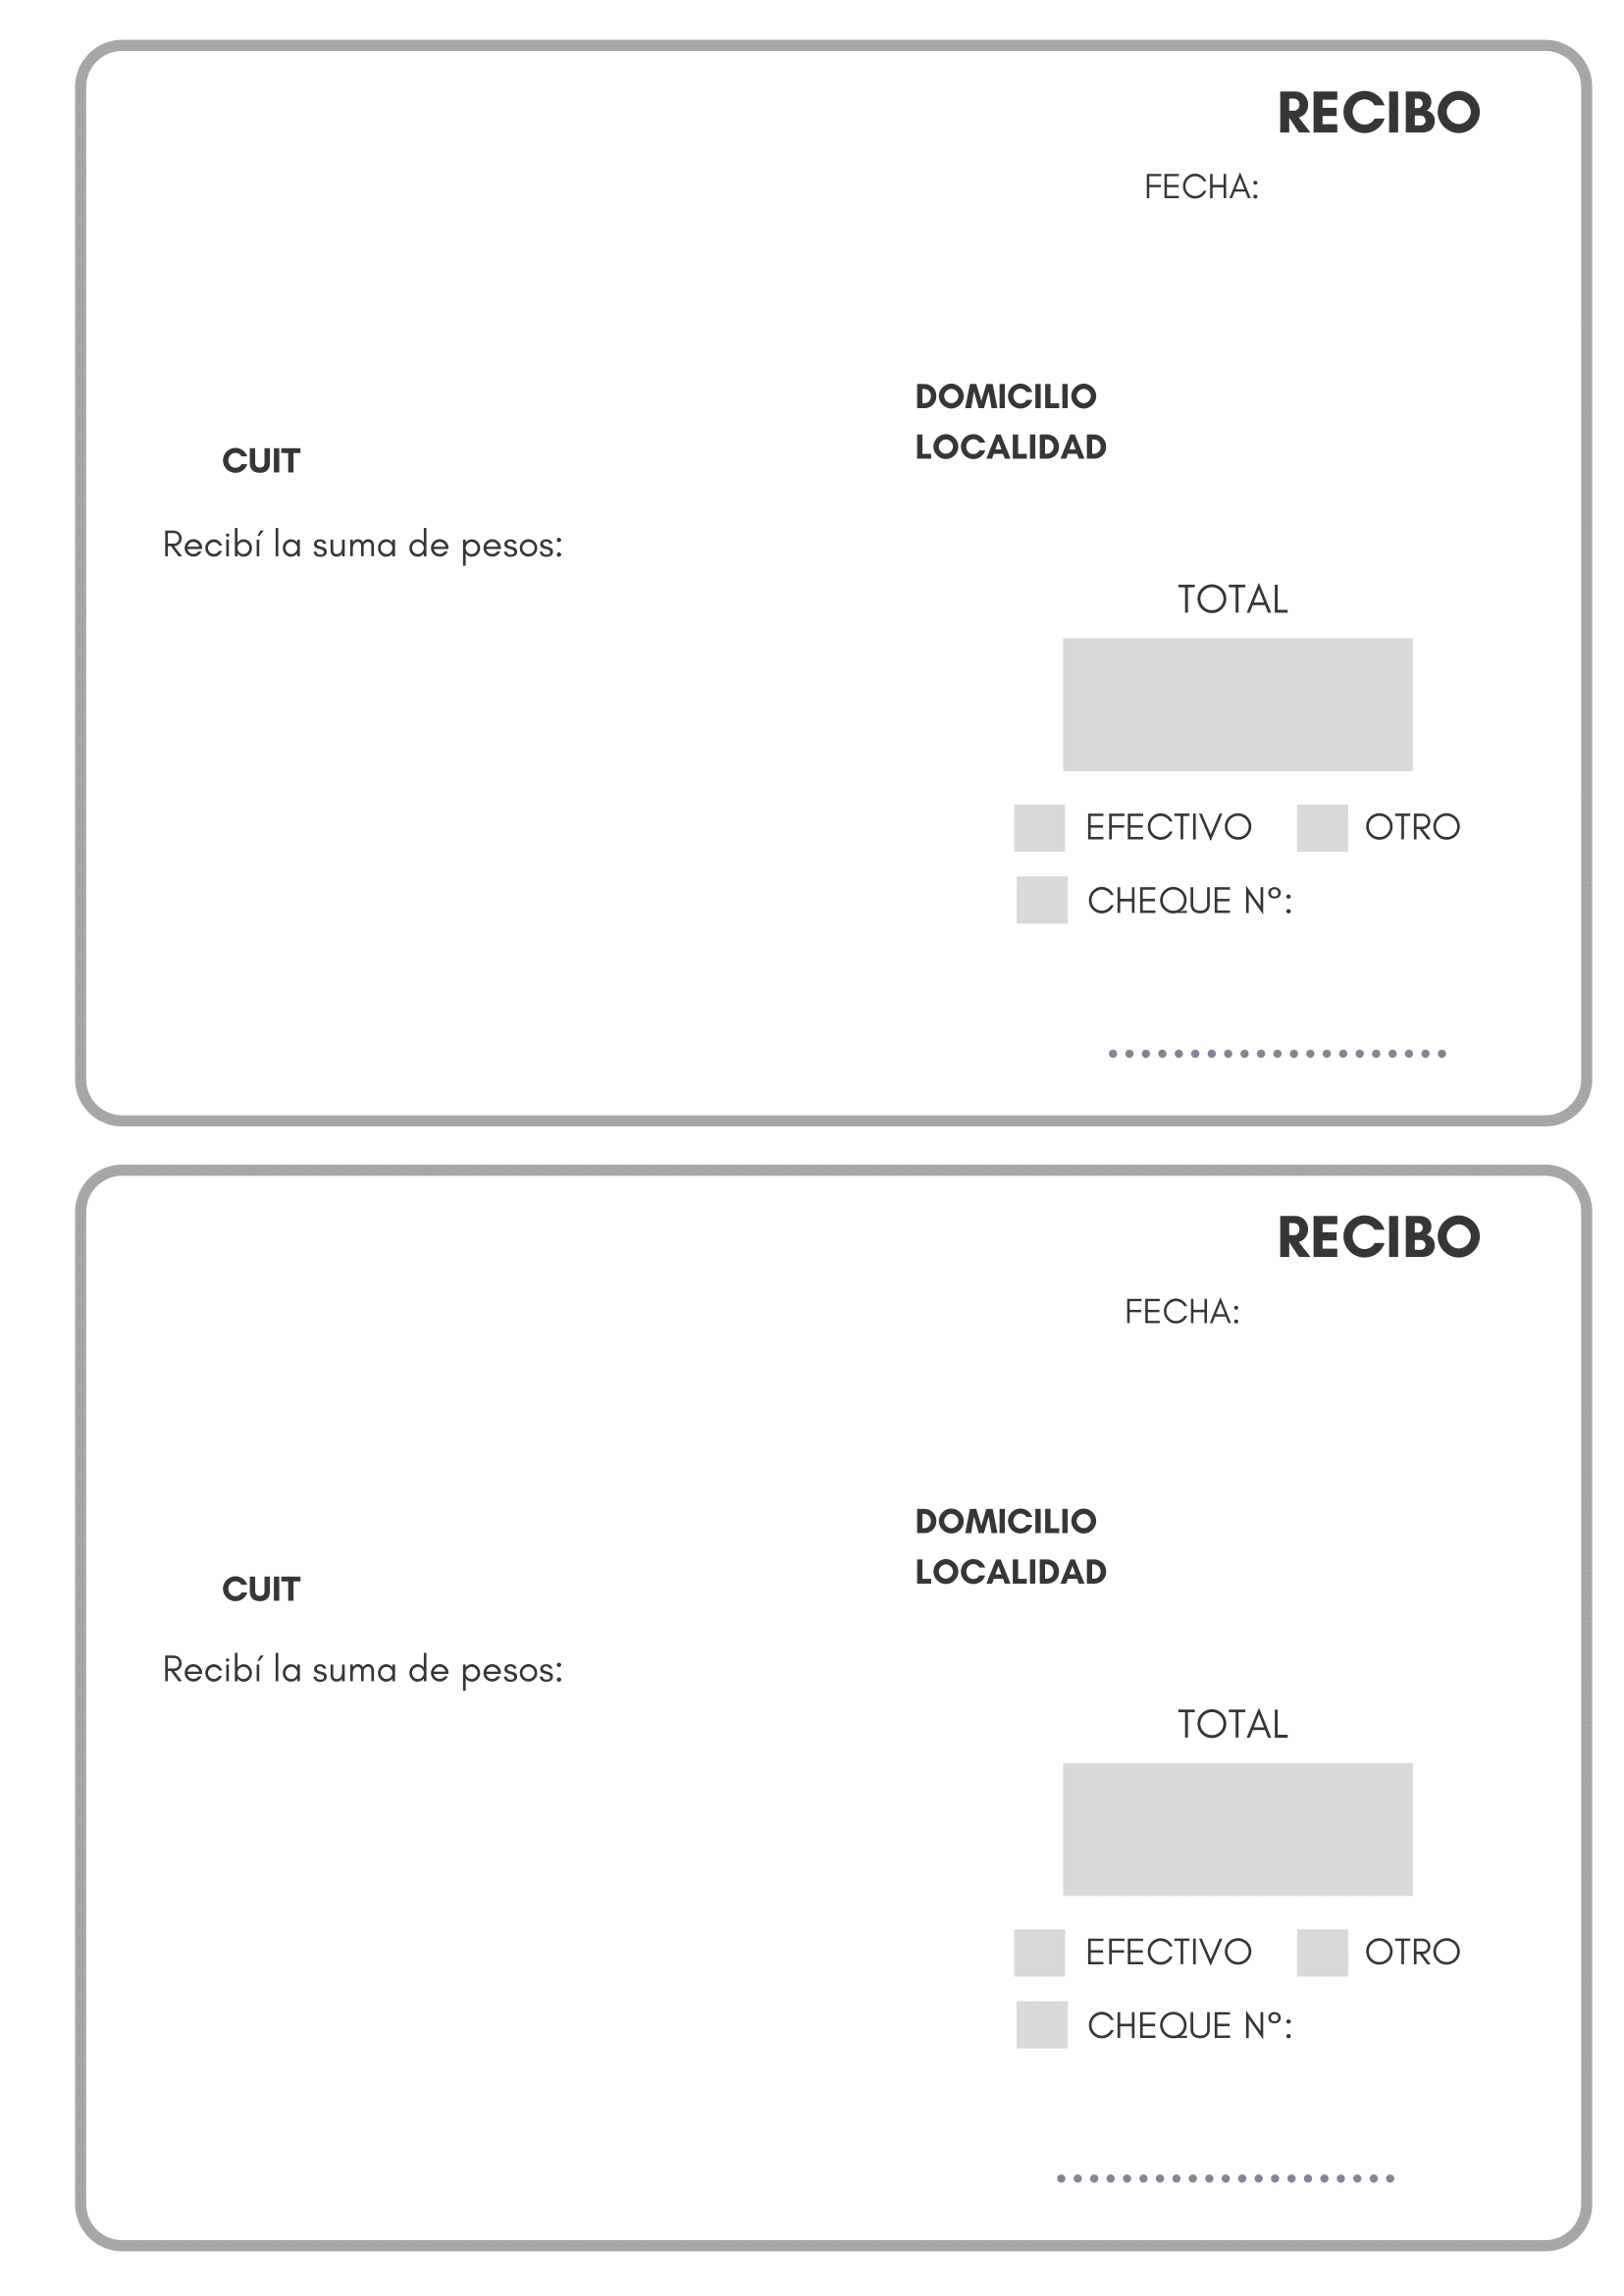 RECIBO
FECHA:
DOMICILIO
LOCALIDAD
CUIT
Recibí la suma de pesos:
TOTAL
EFECTIVO OTRO
CHEQUE N°:
RECIBO
FECHA:
DOMICILIO
LOCALIDAD
CUIT
Recibí la suma de pesos:
TOTAL
EFECTIVO OTRO
CHEQUE N°: